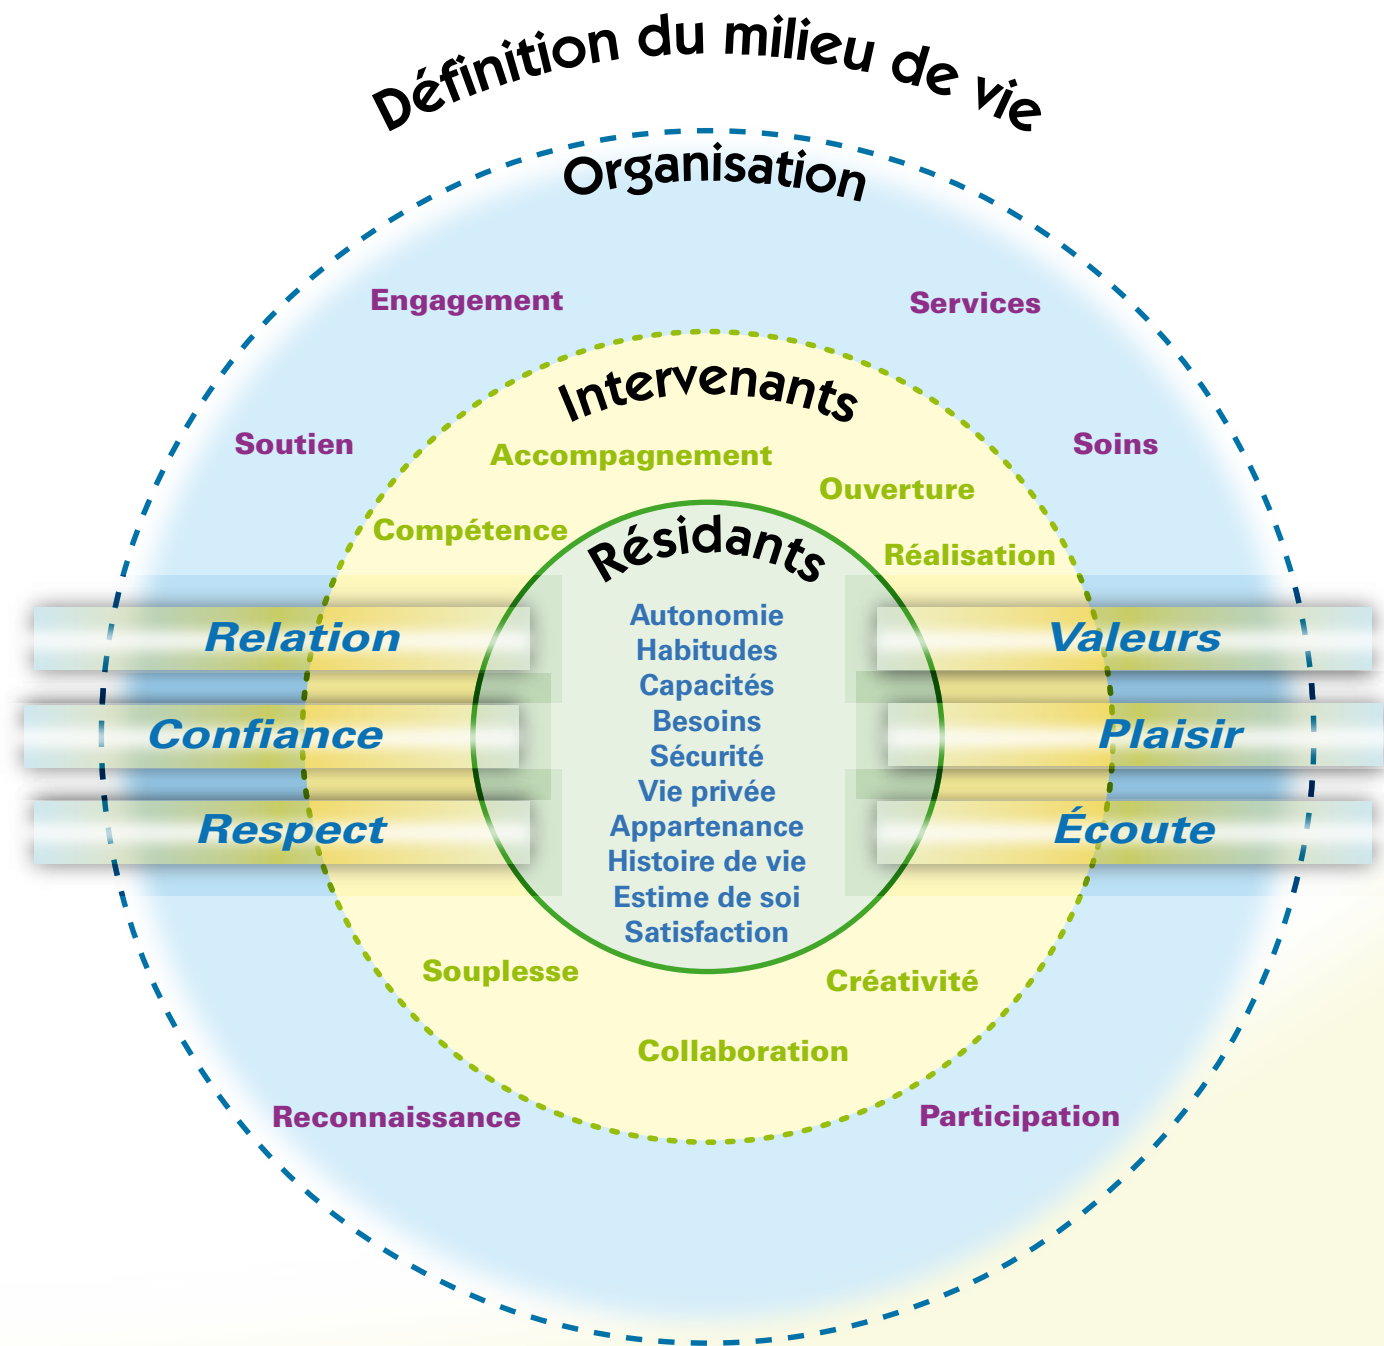 Définition du milieu de vie
Organisation
Engagement
Services
Soutien
Soins
Intervenants
Accompagnement
Ouverture
Compétence
Réalisation
Résidants
Autonomie
Habitudes
Capacités
Besoins
Sécurité
Vie privée
Appartenance
Histoire de vie
Estime de soi
Satisfaction
Relation
Confiance
Respect
Valeurs
Plaisir
Écoute
Souplesse
Créativité
Collaboration
Reconnaissance
Participation